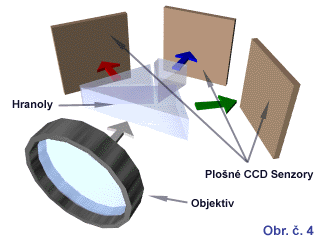 Hranoly
Plošné CCD Senzory
Objektiv
Obr. č. 4